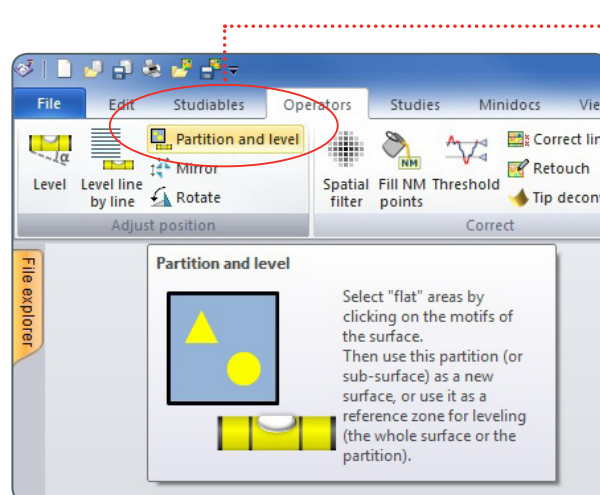 File Edit Studiables Operators Studies Minidocs
Level
Level line
by line
Partition and level
Mirror
Rotate
Adjust position
Spatial
filter
Fill NM
points
NM
Threshold
Correct
Retouch
Tip
Correct
α
File explorer
Partition and level
Select "flat" areas by
clicking on the motifs of
the surface.
Then use this partition (or
sub-surface) as a new
surface, or use it as a
reference zone for leveling
(the whole surface or the
partition).